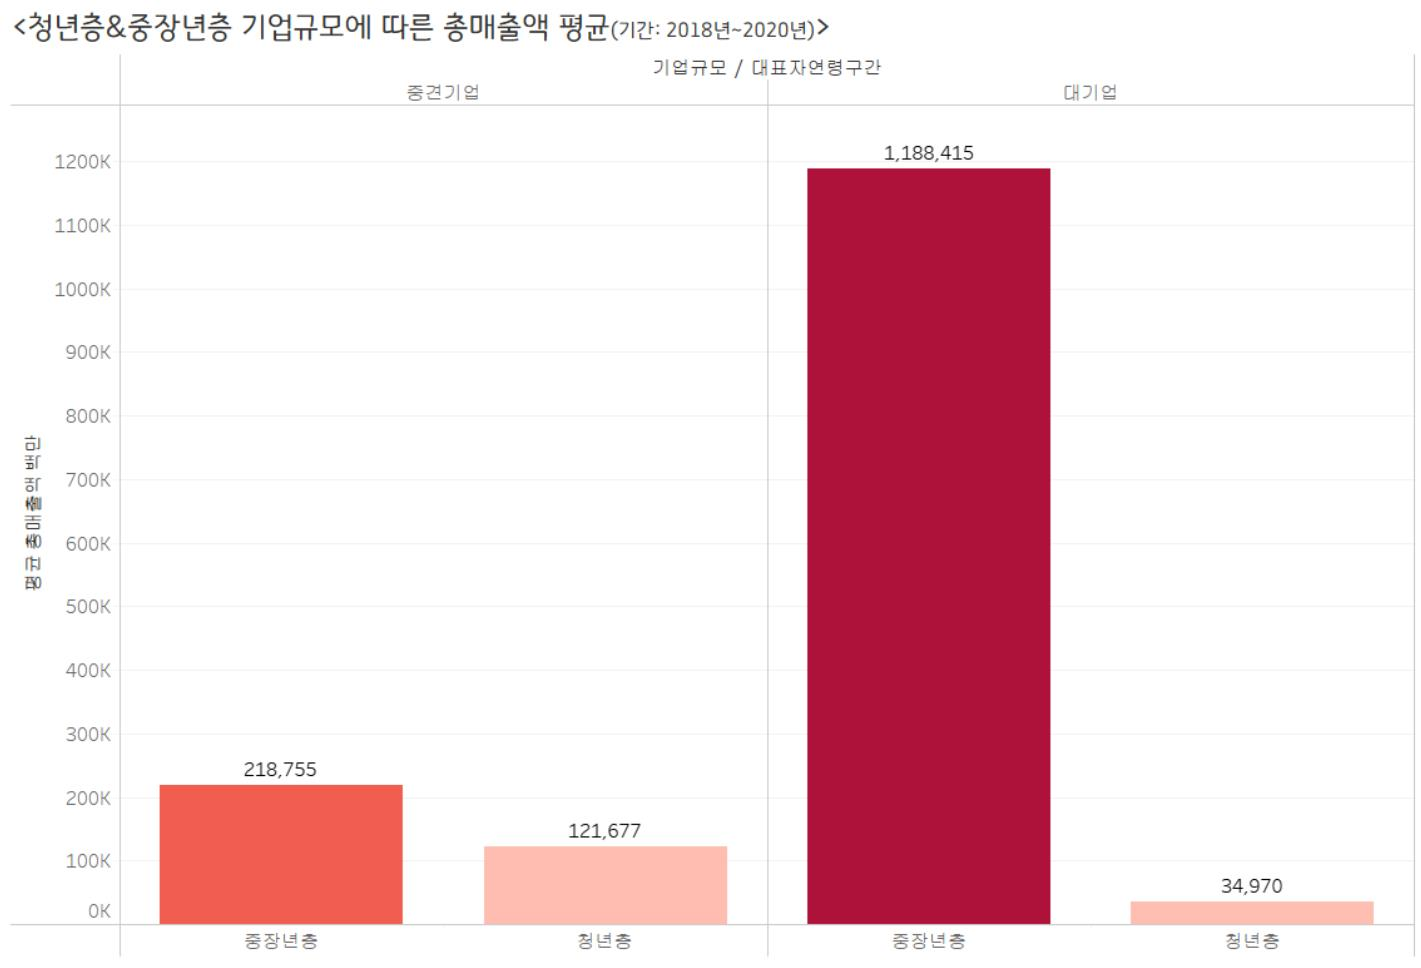 <청년층&중장년층 기업규모에 따른 총매출액 평균(기간: 2018년~2020년)>
기업규모 / 대표자연령구간
중견기업
대기업
평균 총매출액 백만
1200K
1100K
1000K
900K
800K
700K
600K
500K
400K
300K
200K
100K
0K
218,755
121,677
1,188,415
34,970
중장년층
청년층
중장년층
청년층